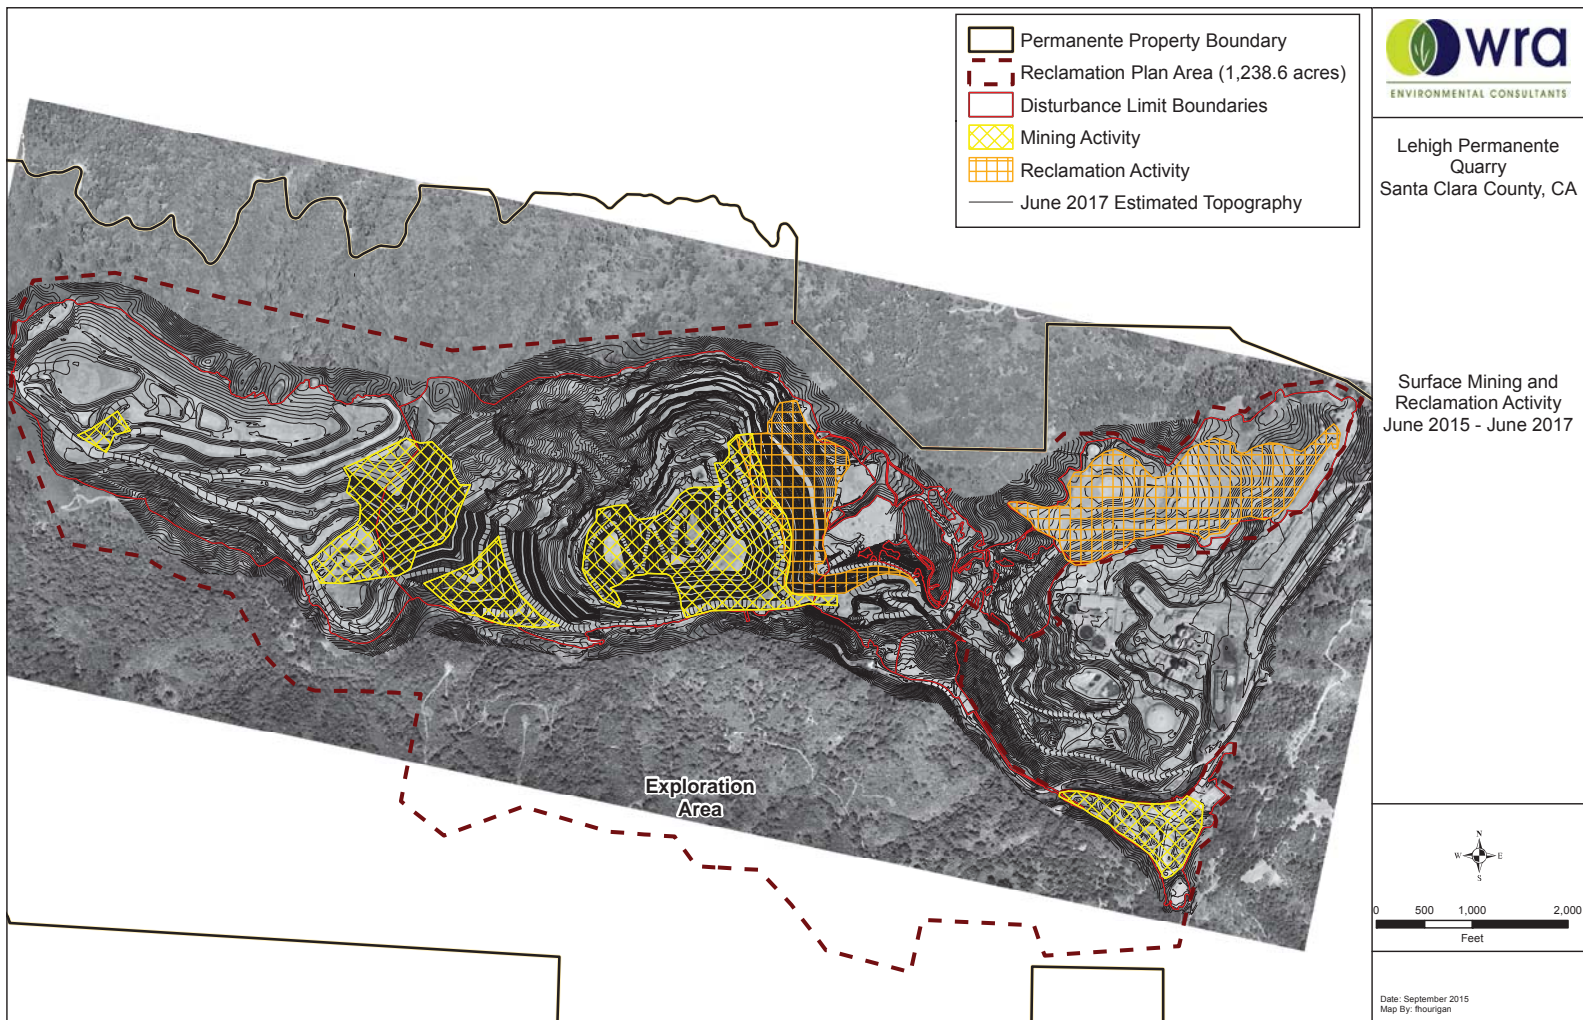 Permanente Property Boundary
Reclamation Plan Area (1,238.6 acres)
Disturbance Limit Boundaries
Mining Activity
Reclamation Activity
June 2017 Estimated Topography
wra
ENVIRONMENTAL CONSULTANTS
Lehigh Permanente
Quarry
Santa Clara County, CA
Surface Mining and
Reclamation Activity
June 2015 - June 2017
Exploration
Area
N
W E
S
0 500 1,000 2,000
Feet
Date: September 2015
Map By: fhourigan